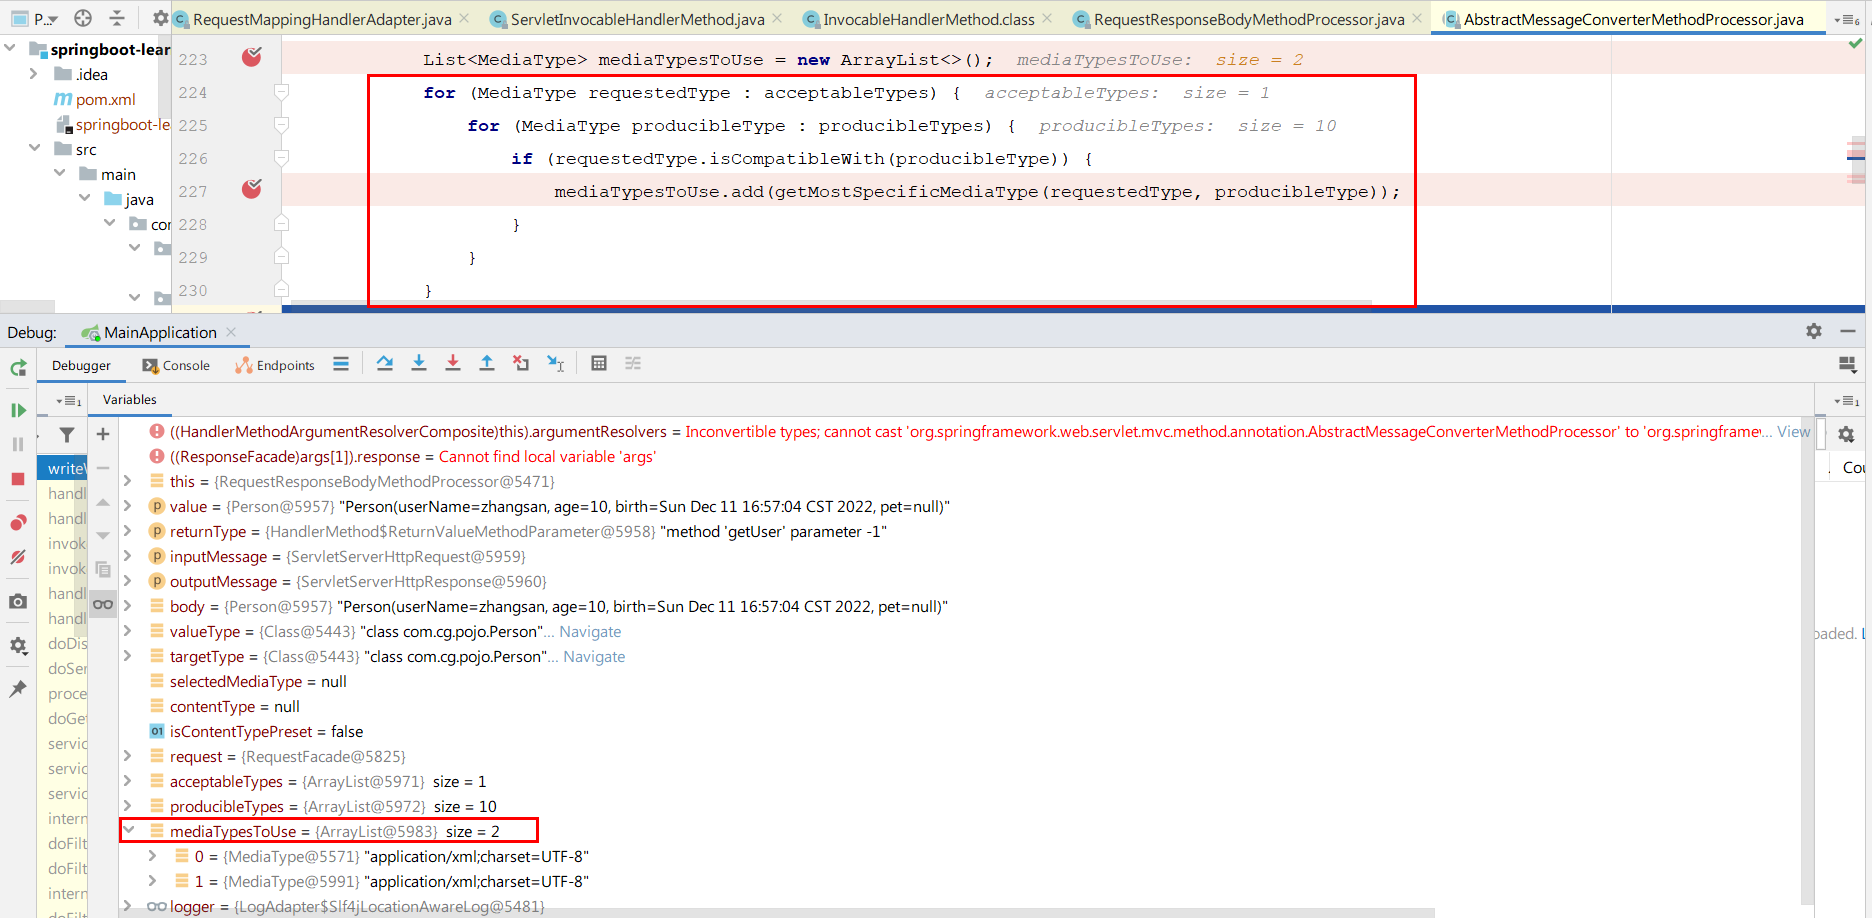 P...
RequestMappingHandlerAdapter.java
ServletInvocableHandlerMethod.java
InvocableHandlerMethod.class
RequestResponseBodyMethodProcessor.java
AbstractMessageConverterMethodProcessor.java
springboot-lear
.idea
pom.xml
springboot-le
src
main
java
cor
223 List<MediaType> mediaTypesToUse = new ArrayList<>(); mediaTypesToUse: size = 2
224 for (MediaType requestedType : acceptableTypes) { acceptableTypes: size = 1
225 for (MediaType producibleType : producibleTypes) { producibleTypes: size = 10
226 if (requestedType.isCompatibleWith(producibleType)) {
227 mediaTypesToUse.add(getMostSpecificMediaType(requestedType, producibleType));
228 }
229 }
230 }
Debug: MainApplication
Debugger Console Endpoints
Variables
writeV
handl
handl
invok
invok
handl
handl
doDis
doSer
proce
doGet
servic
servic
servic
intern
doFilt
doFilt
intern
doFilt
((HandlerMethodArgumentResolverComposite)this).argumentResolvers = Inconvertible types; cannot cast 'org.springframework.web.servlet.mvc.method.annotation.AbstractMessageConverterMethodProcessor' to 'org.springframew... View
((ResponseFacade)args[1]).response = Cannot find local variable 'args'
this = {RequestResponseBodyMethodProcessor@5471}
value = {Person@5957} "Person(userName=zhangsan, age=10, birth=Sun Dec 11 16:57:04 CST 2022, pet=null)"
returnType = {HandlerMethod$ReturnValueMethodParameter@5958} "method 'getUser' parameter -1"
inputMessage = {ServletServerHttpRequest@5959}
outputMessage = {ServletServerHttpResponse@5960}
body = {Person@5957} "Person(userName=zhangsan, age=10, birth=Sun Dec 11 16:57:04 CST 2022, pet=null)"
valueType = {Class@5443} "class com.cg.pojo.Person"... Navigate
targetType = {Class@5443} "class com.cg.pojo.Person"... Navigate
selectedMediaType = null
contentType = null
isContentTypePreset = false
request = {RequestFacade@5825}
acceptableTypes = {ArrayList@5971} size = 1
producibleTypes = {ArrayList@5972} size = 10
mediaTypesToUse = {ArrayList@5983} size = 2
0 = {MediaType@5571} "application/xml;charset=UTF-8"
1 = {MediaType@5991} "application/xml;charset=UTF-8"
logger = {LogAdapter$Slf4jLocationAwareLog@5481}
Cou
oaded. L